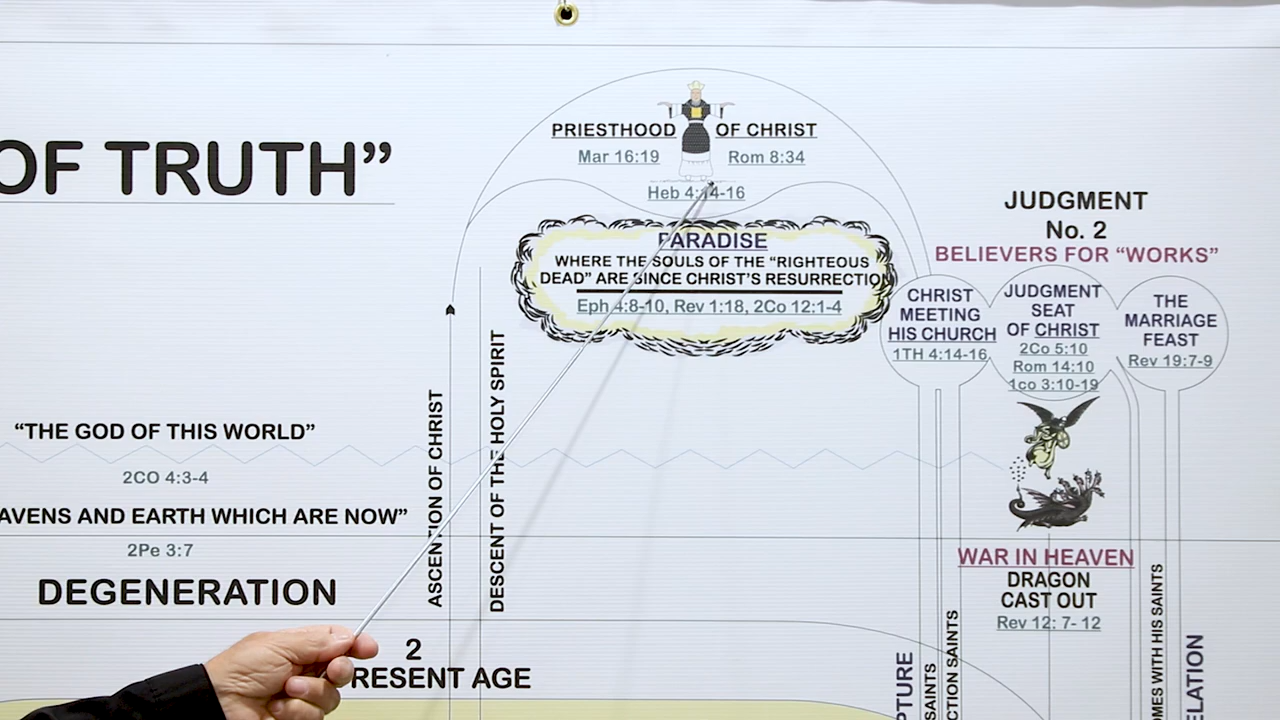 OF TRUTH”
PRIESTHOOD OF CHRIST
Mar 16:19 Rom 8:34
Heb 4:14-16
PARADISE
WHERE THE SOULS OF THE “RIGHTEOUS
DEAD” ARE SINCE CHRIST’S RESURRECTION
Eph 4:8-10, Rev 1:18, 2Co 12:1-4
JUDGMENT
No. 2
BELIEVERS FOR “WORKS”
CHRIST
MEETING
HIS CHURCH
1TH 4:14-16
JUDGMENT
SEAT
OF CHRIST
2Co 5:10
Rom 14:10
1co 3:10-19
THE
MARRIAGE
FEAST
Rev 19:7-9
“THE GOD OF THIS WORLD”
2CO 4:3-4
AVENS AND EARTH WHICH ARE NOW”
2Pe 3:7
DEGENERATION
ASCENTION OF CHRIST
DESCENT OF THE HOLY SPIRIT
WAR IN HEAVEN
DRAGON
CAST OUT
Rev 12: 7- 12
2
RESENT AGE
PTURE
SAINTS
CTION SAINTS
MES WITH HIS SAINTS
ELATION